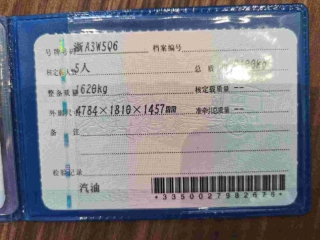 号牌号码 浙A3W5Q6 档案编号
核定载人数 5人 总质量
整备质量 1620kg 核定载质量 --
外廓尺寸 4784×1810×1457mm 准牵引总质量 --
备注
检验记录
汽油